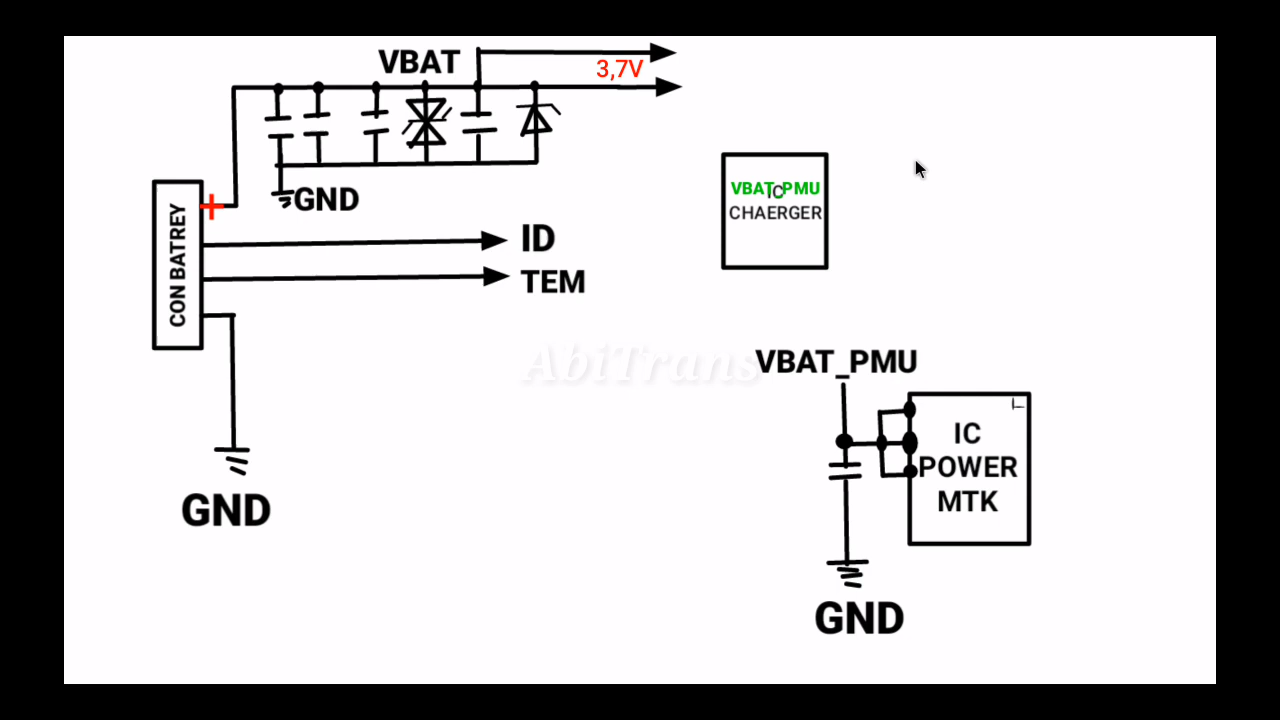 VBAT
3,7V
GND
CON BATREY
ID
TEM
VBAT_PMU
IC
CHAERGER
AbiTrans
VBAT_PMU
IC
POWER
MTK
GND
GND